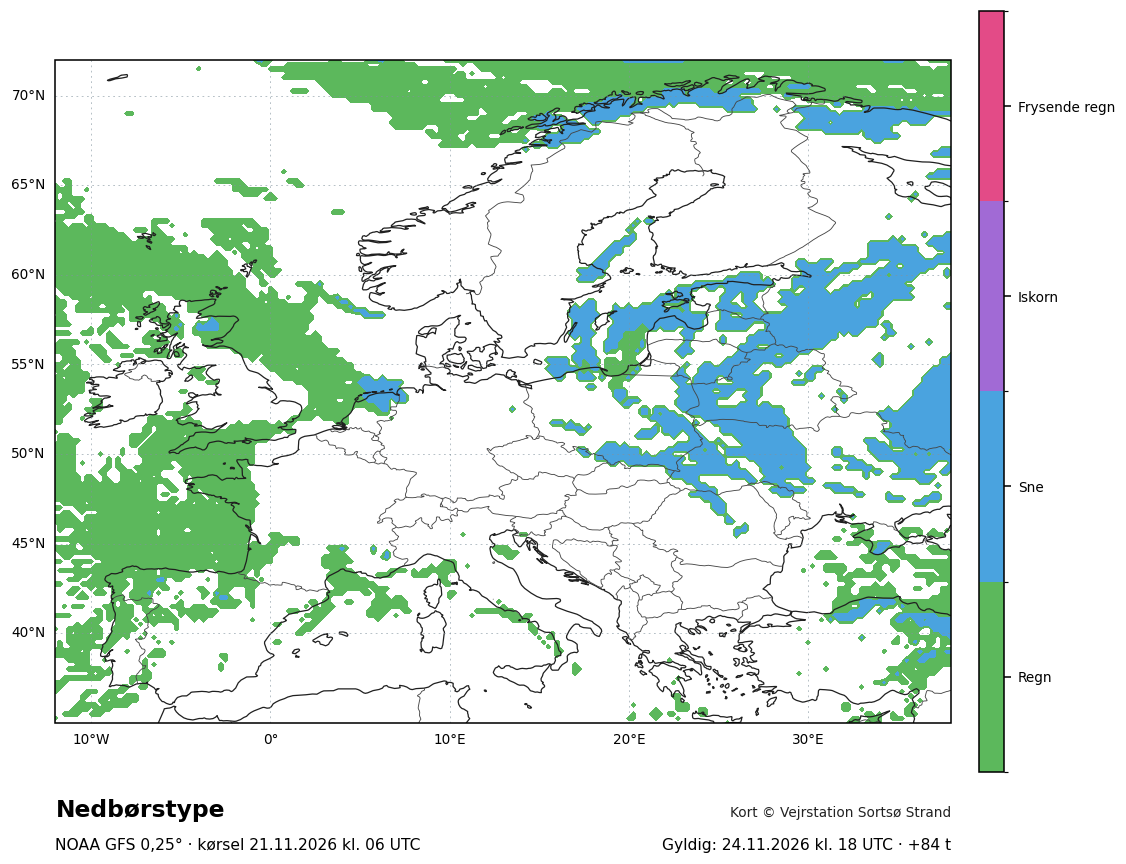 70°N
65°N
60°N
55°N
50°N
45°N
40°N
10°W
0°
10°E
20°E
30°E
Frysende regn
Iskorn
Sne
Regn
Nedbørstype
Kort © Vejrstation Sortsø Strand
NOAA GFS 0,25° · kørsel 21.11.2026 kl. 06 UTC
Gyldig: 24.11.2026 kl. 18 UTC · +84 t